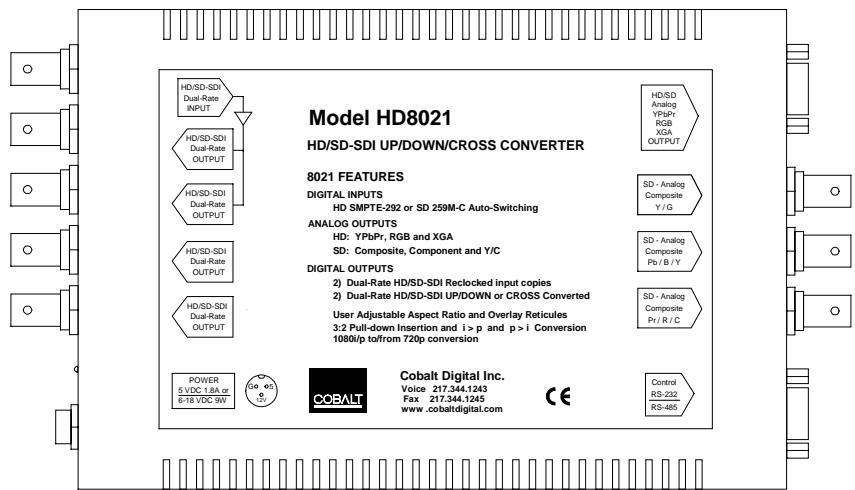 HD/SD-SDI
Dual-Rate
INPUT
HD/SD-SDI
Dual-Rate
OUTPUT
HD/SD-SDI
Dual-Rate
OUTPUT
HD/SD-SDI
Dual-Rate
OUTPUT
HD/SD-SDI
Dual-Rate
OUTPUT
POWER
5 VDC 1.8A or
6-18 VDC 9W
G 5
12V
Model HD8021
HD/SD-SDI UP/DOWN/CROSS CONVERTER
8021 FEATURES
DIGITAL INPUTS
HD SMPTE-292 or SD 259M-C Auto-Switching
ANALOG OUTPUTS
HD: YPbPr, RGB and XGA
SD: Composite, Component and Y/C
DIGITAL OUTPUTS
2) Dual-Rate HD/SD-SDI Reclocked input copies
2) Dual-Rate HD/SD-SDI UP/DOWN or CROSS Converted
User Adjustable Aspect Ratio and Overlay Reticules
3:2 Pull-down Insertion and i > p and p > i Conversion
1080i/p to/from 720p conversion
COBALT
Cobalt Digital Inc.
Voice 217.344.1243
Fax 217.344.1245
www .cobaltdigital.com
CE
HD/SD
Analog
YPbPr
RGB
XGA
OUTPUT
SD - Analog
Composite
Y / G
SD - Analog
Composite
Pb / B / Y
SD - Analog
Composite
Pr / R / C
Control
RS-232
RS-485